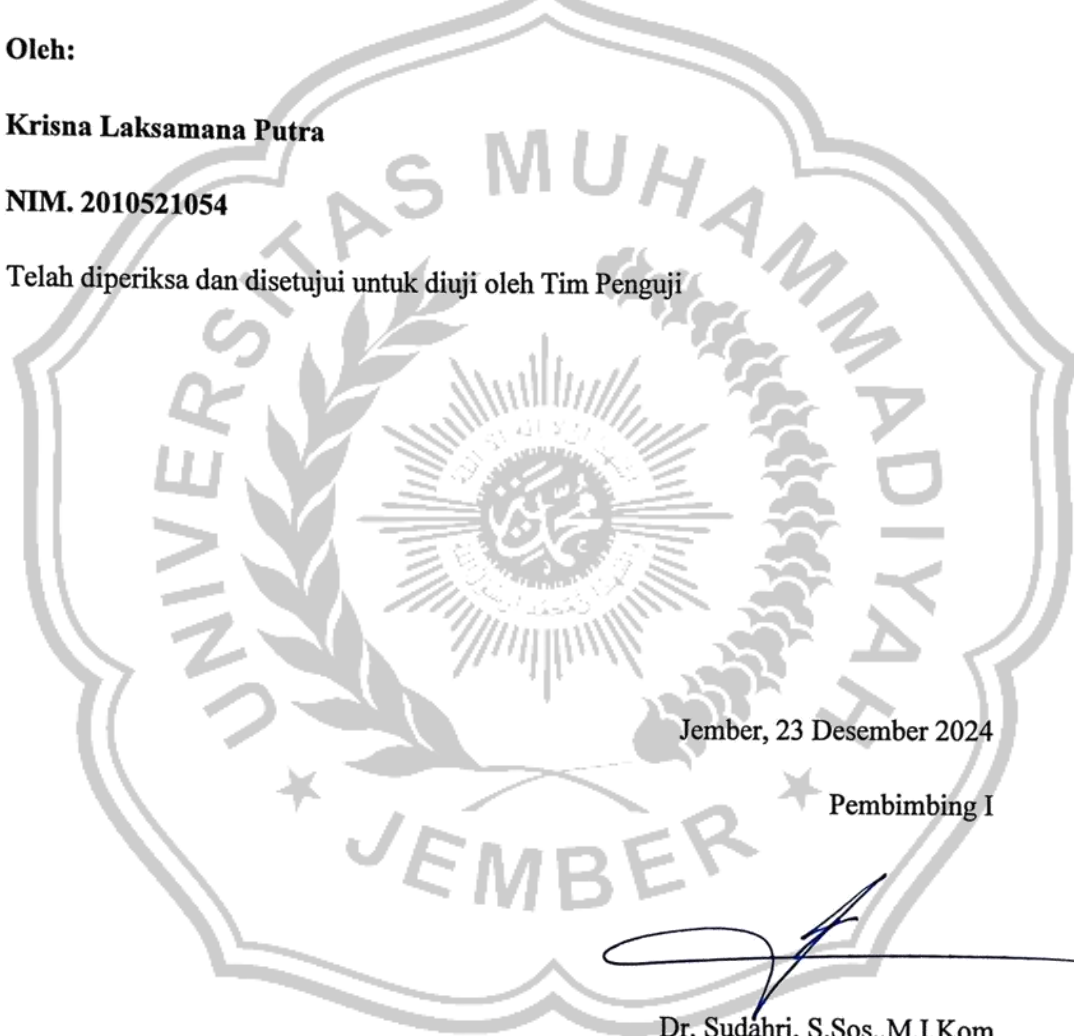 Oleh:
Krisna Laksamana Putra
NIM. 2010521054
Telah diperiksa dan disetujui untuk diuji oleh Tim Penguji
UNIVERSITAS MUHAMMADIYAH
JEMBER
Jember, 23 Desember 2024
Pembimbing I
Dr. Sudahri, S.Sos.,M.I.Kom